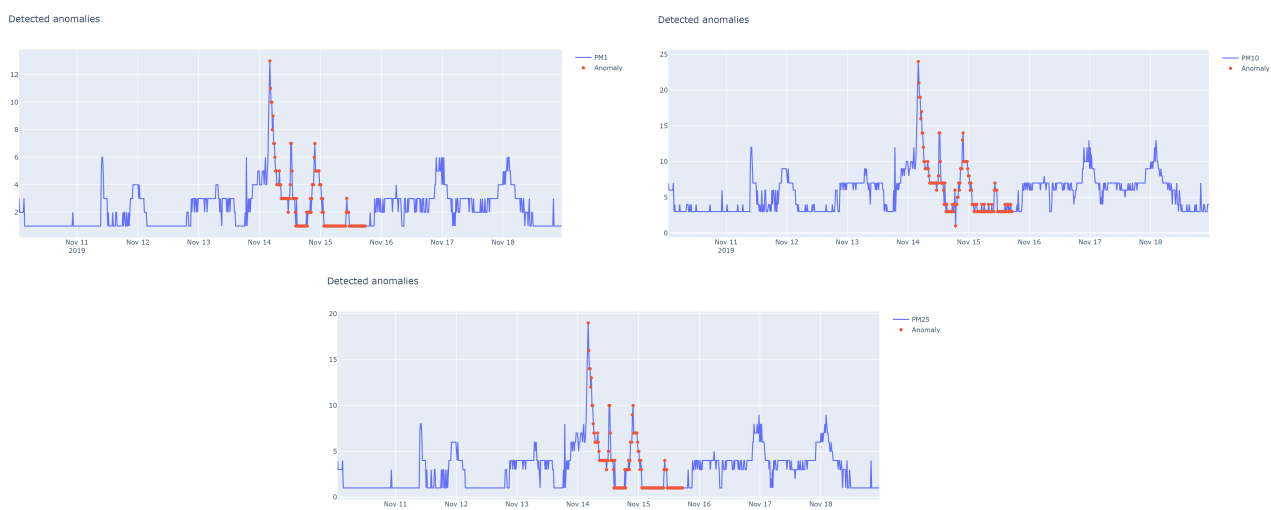 Detected anomalies
12
10
8
6
4
2
Nov 11
2019
Nov 12
Nov 13
Nov 14
Nov 15
Nov 16
Nov 17
Nov 18
PM1
Anomaly
Detected anomalies
25
20
15
10
5
0
Nov 11
2019
Nov 12
Nov 13
Nov 14
Nov 15
Nov 16
Nov 17
Nov 18
PM10
Anomaly
Detected anomalies
20
15
10
5
0
Nov 11
Nov 12
Nov 13
Nov 14
Nov 15
Nov 16
Nov 17
Nov 18
PM25
Anomaly